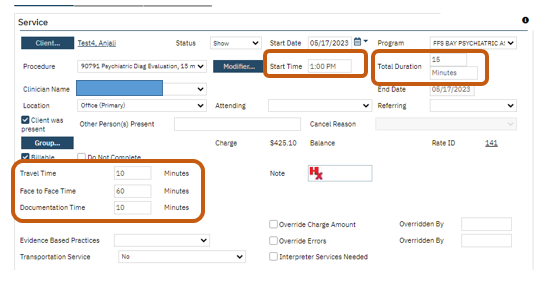 Service
Client... Test4, Anjali Status Show Start Date 05/17/2023 Program FFS BAY PSYCHIATRIC A
Procedure 90791 Psychiatric Diag Evaluation, 15 m Modifier... Start Time 1:00 PM Total Duration 15
Minutes
Clinician Name End Date 05/17/2023
Location Office (Primary) Attending Referring
Client was present Other Person(s) Present Cancel Reason
Group... Charge $425.10 Balance Rate ID 141
Billable Do Not Complete
Travel Time 10 Minutes Note Hx
Face to Face Time 60 Minutes
Documentation Time 10 Minutes
Override Charge Amount Overridden By
Evidence Based Practices Override Errors Overridden By
Transportation Service No Interpreter Services Needed